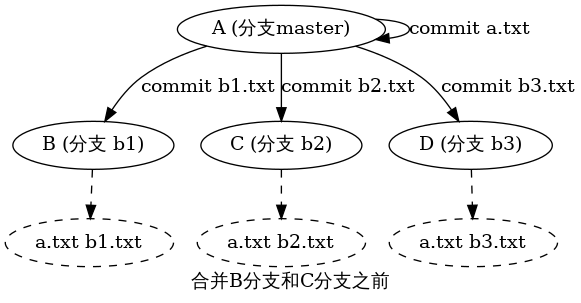 A (分支master)
commit a.txt
commit b1.txt
commit b2.txt
commit b3.txt
B (分支 b1)
C (分支 b2)
D (分支 b3)
a.txt b1.txt
a.txt b2.txt
a.txt b3.txt
合并B分支和C分支之前